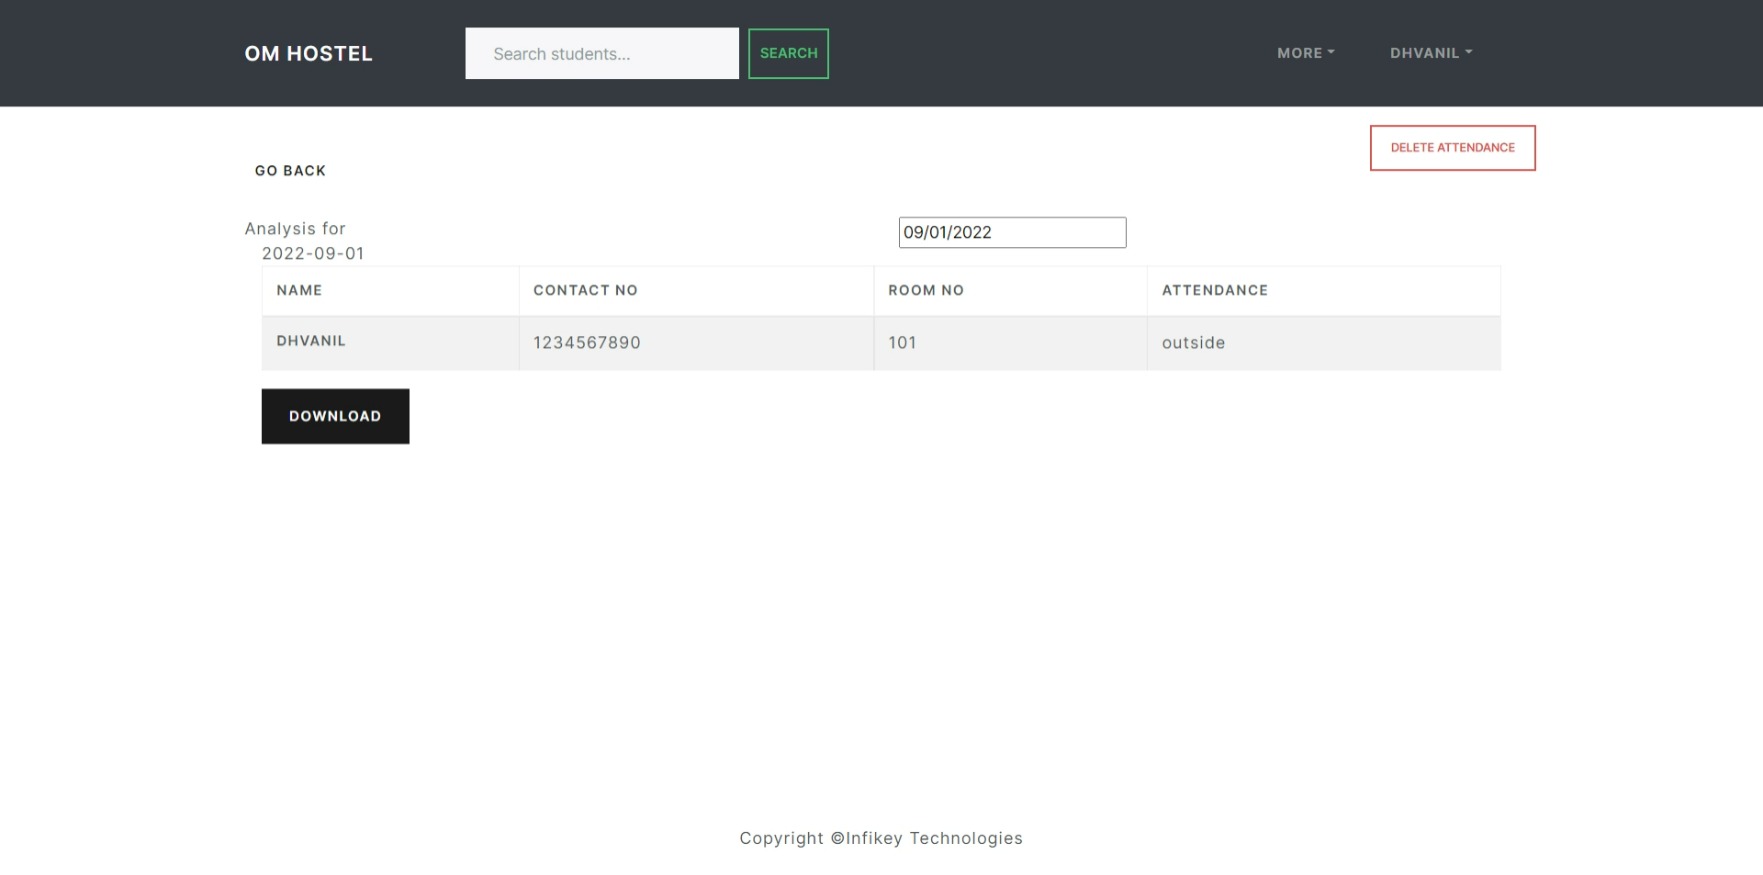 OM HOSTEL
Search students...
SEARCH
MORE
DHVANIL
DELETE ATTENDANCE
GO BACK
Analysis for
2022-09-01
09/01/2022
NAME CONTACT NO ROOM NO ATTENDANCE
DHVANIL 1234567890 101 outside
DOWNLOAD
Copyright ©Infikey Technologies